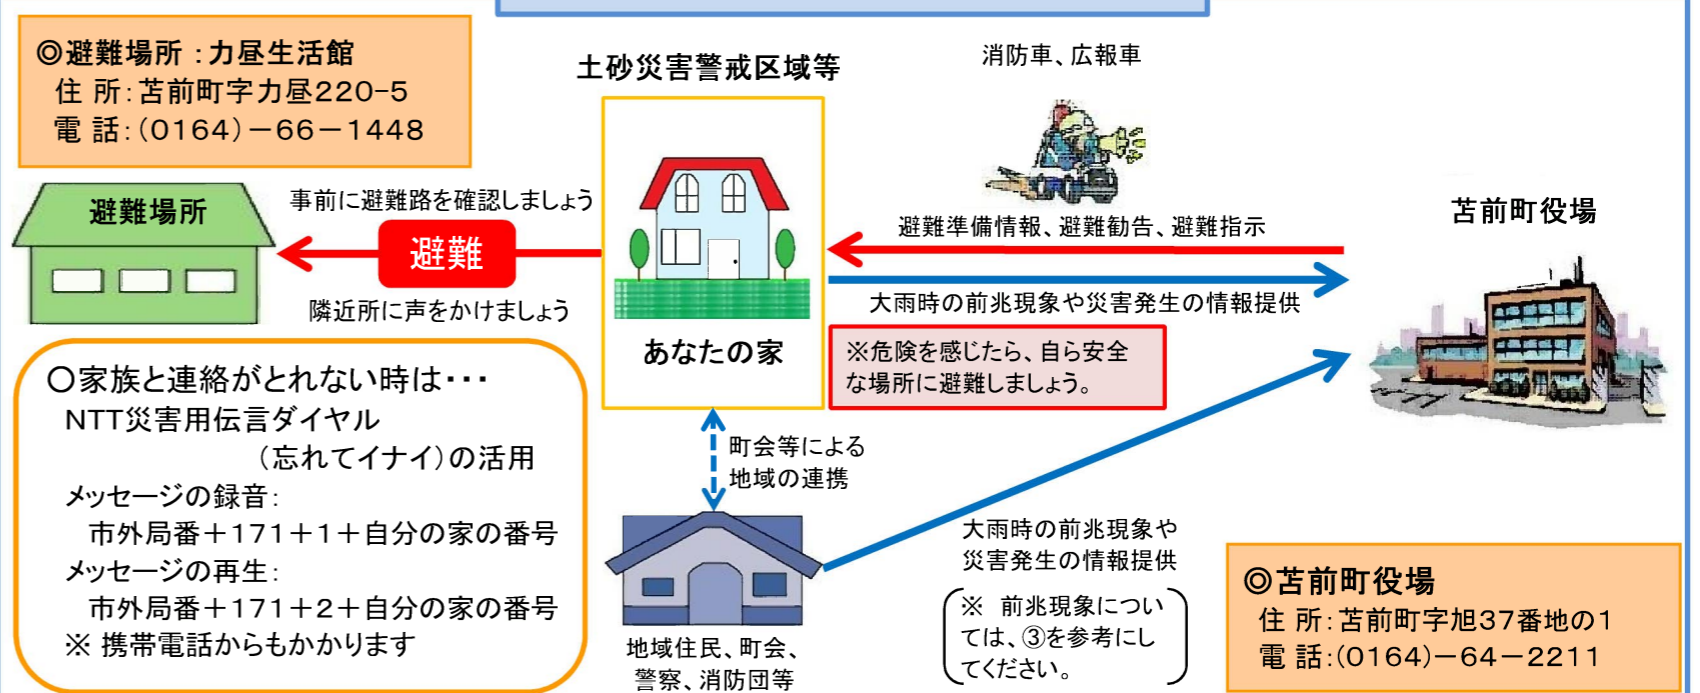 ◎避難場所：力昼生活館
住 所：苫前町字力昼220-5
電 話：(0164)－66－1448
土砂災害警戒区域等
消防車、広報車
避難場所
事前に避難路を確認しましょう
避難
隣近所に声をかけましょう
あなたの家
避難準備情報、避難勧告、避難指示
大雨時の前兆現象や災害発生の情報提供
※危険を感じたら、自ら安全
な場所に避難しましょう。
苫前町役場
〇家族と連絡がとれない時は・・・
NTT災害用伝言ダイヤル
（忘れてイナイ）の活用
メッセージの録音：
市外局番＋171＋1＋自分の家の番号
メッセージの再生：
市外局番＋171＋2＋自分の家の番号
※ 携帯電話からもかかります
町会等による
地域の連携
地域住民、町会、
警察、消防団等
大雨時の前兆現象や
災害発生の情報提供
※ 前兆現象につい
ては、③を参考にし
てください。
◎苫前町役場
住 所：苫前町字旭37番地の1
電 話：(0164)－64－2211